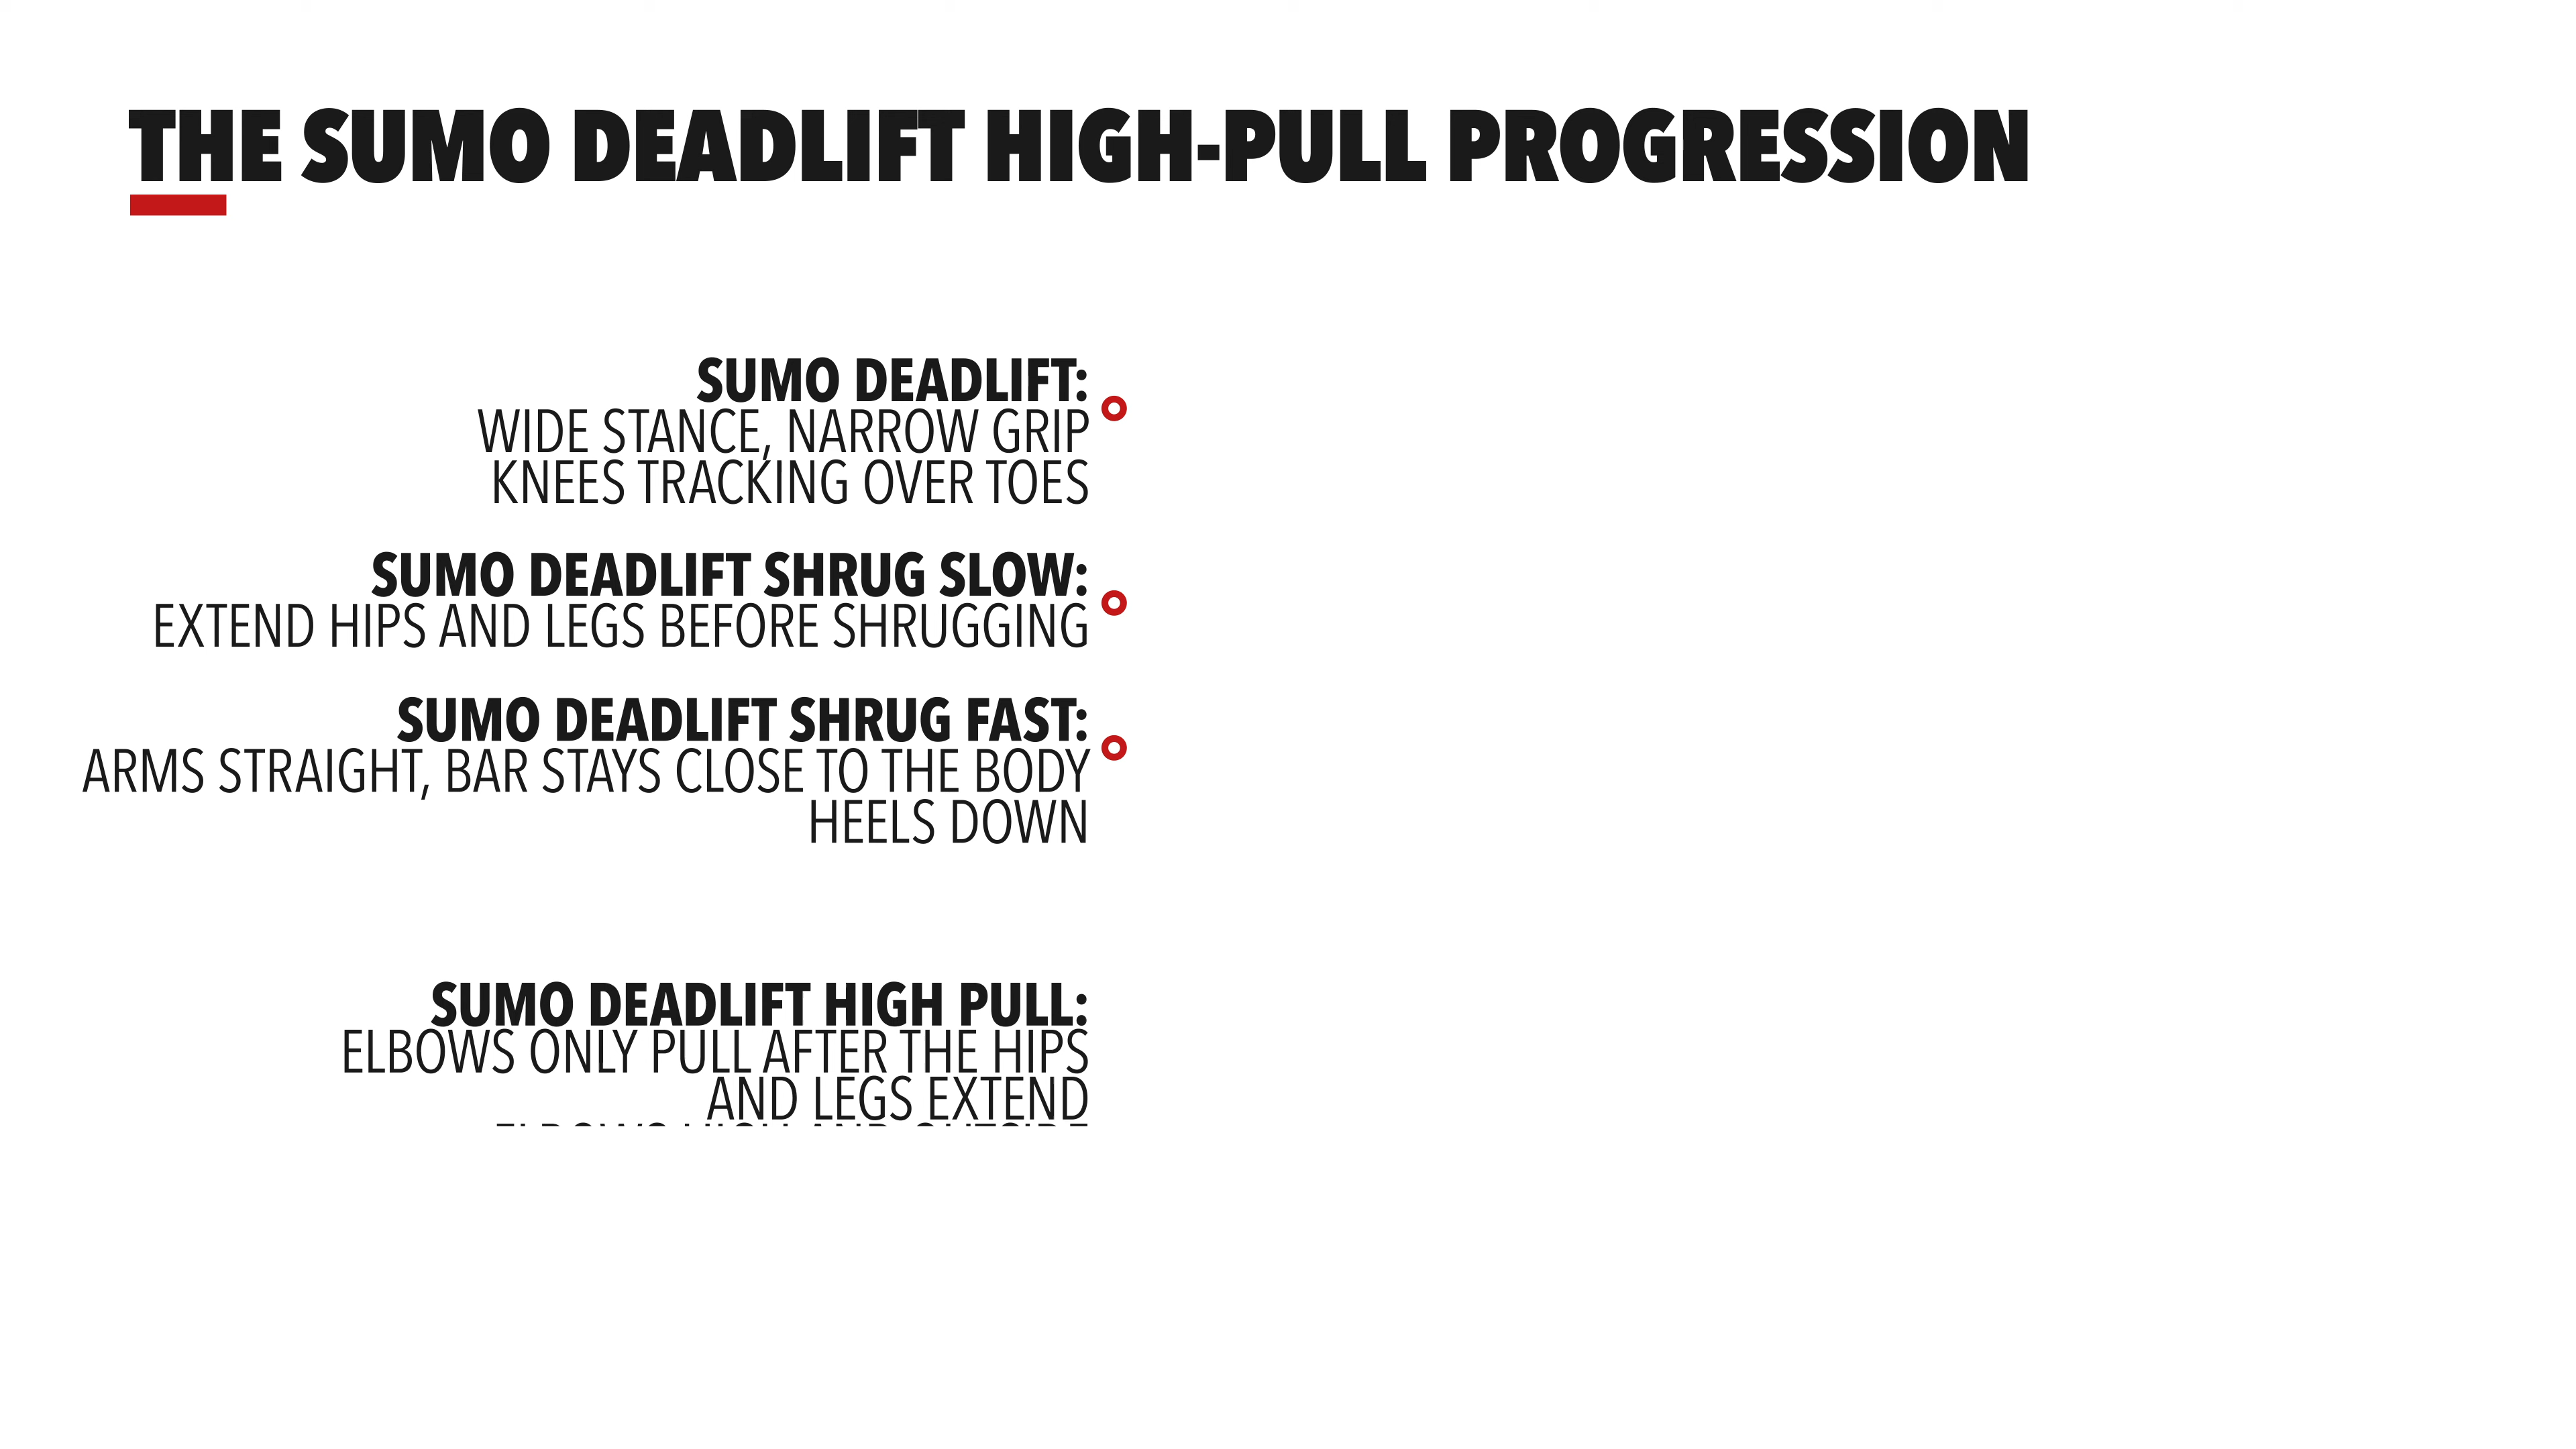 THE SUMO DEADLIFT HIGH-PULL PROGRESSION
SUMO DEADLIFT:
WIDE STANCE, NARROW GRIP
KNEES TRACKING OVER TOES
SUMO DEADLIFT SHRUG SLOW:
EXTEND HIPS AND LEGS BEFORE SHRUGGING
SUMO DEADLIFT SHRUG FAST:
ARMS STRAIGHT, BAR STAYS CLOSE TO THE BODY
HEELS DOWN
SUMO DEADLIFT HIGH PULL:
ELBOWS ONLY PULL AFTER THE HIPS
AND LEGS EXTEND